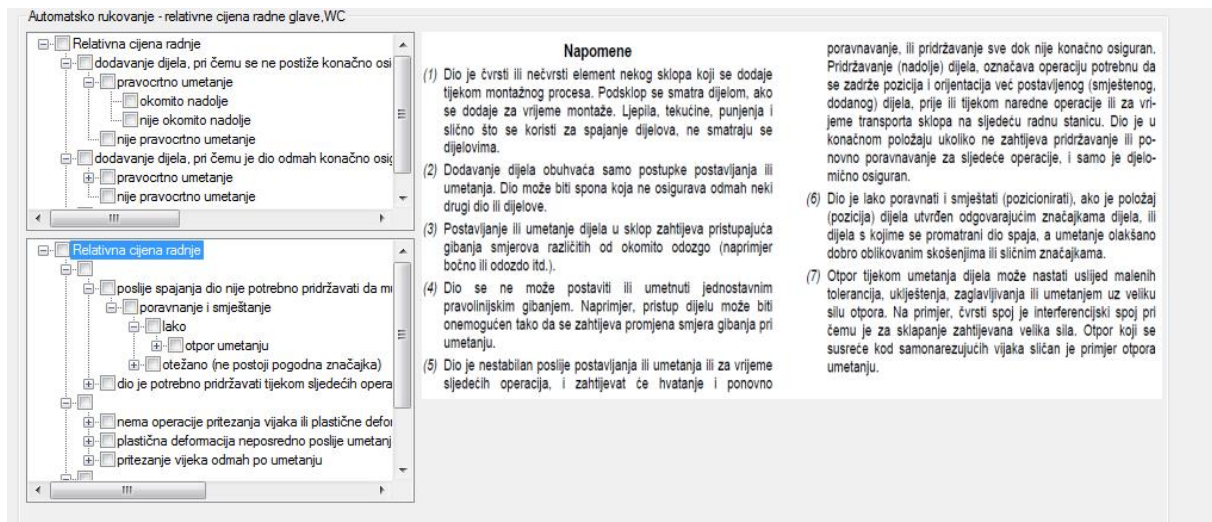 Automatsko rukovanje - relativne cijena radne glave,WC
Relativna cijena radnje
dodavanje dijela, pri čemu se ne postiže konačno osi
pravocrtno umetanje
okomito nadolje
nije okomito nadolje
nije pravocrtno umetanje
dodavanje dijela, pri čemu je dio odmah konačno osig
pravocrtno umetanje
nije pravocrtno umetanje
Relativna cijena radnje
poslije spajanja dio nije potrebno pridržavati da mu
poravnanje i smještanje
lako
otpor umetanju
otežano (ne postoji pogodna značajka)
dio je potrebno pridržavati tijekom sljedećih opera
nema operacije pritezanja vijaka ili plastične defor
plastična deformacija neposredno poslije umetanj
pritezanje vijeka odmah po umetanju
Napomene
(1) Dio je čvrsti ili nečvrsti element nekog sklopa koji se dodaje
tijekom montažnog procesa. Podsklop se smatra dijelom, ako
se dodaje za vrijeme montaže. Ljepila, tekućine, punjenja i
slično što se koristi za spajanje dijelova, ne smatraju se
dijelovima.
(2) Dodavanje dijela obuhvaća samo postupke postavljanja ili
umetanja. Dio može biti spona koja ne osigurava odmah neki
drugi dio ili dijelove.
(3) Postavljanje ili umetanje dijela u sklop zahtijeva pristupajuća
gibanja smjerova različitih od okomito odozgo (naprimjer
bočno ili odozdo itd.).
(4) Dio se ne može postaviti ili umetnuti jednostavnim
pravolinijskim gibanjem. Naprimjer, pristup dijelu može biti
onemogućen tako da se zahtijeva promjena smjera gibanja pri
umetanju.
(5) Dio je nestabilan poslije postavljanja ili umetanja ili za vrijeme
sljedećih operacija, i zahtijevat će hvatanje i ponovno
poravnavanje, ili pridržavanje sve dok nije konačno osiguran.
Pridržavanje (nadolje) dijela, označava operaciju potrebnu da
se zadrže pozicija i orijentacija već postavljenog (smještenog,
dodanog) dijela, prije ili tijekom naredne operacije ili za vri-
jeme transporta sklopa na sljedeću radnu stanicu. Dio je u
konačnom položaju ukoliko ne zahtijeva pridržavanje ili po-
novno poravnavanje za sljedeće operacije, i samo je djelo-
mično osiguran.
(6) Dio je lako poravnati i smještati (pozicionirati), ako je položaj
(pozicija) dijela utvrđen odgovarajućim značajkama dijela, ili
dijela s kojime se promatrani dio spaja, a umetanje olakšano
dobro oblikovanim skošenjima ili sličnim značajkama.
(7) Otpor tijekom umetanja dijela može nastati uslijed malenih
tolerancija, uklještenja, zaglavljivanja ili umetanjem uz veliku
silu otpora. Na primjer, čvrsti spoj je interferencijski spoj pri
čemu je za sklapanje zahtijevana velika sila. Otpor koji se
susreće kod samonarezujućih vijaka sličan je primjer otpora
umetanju.